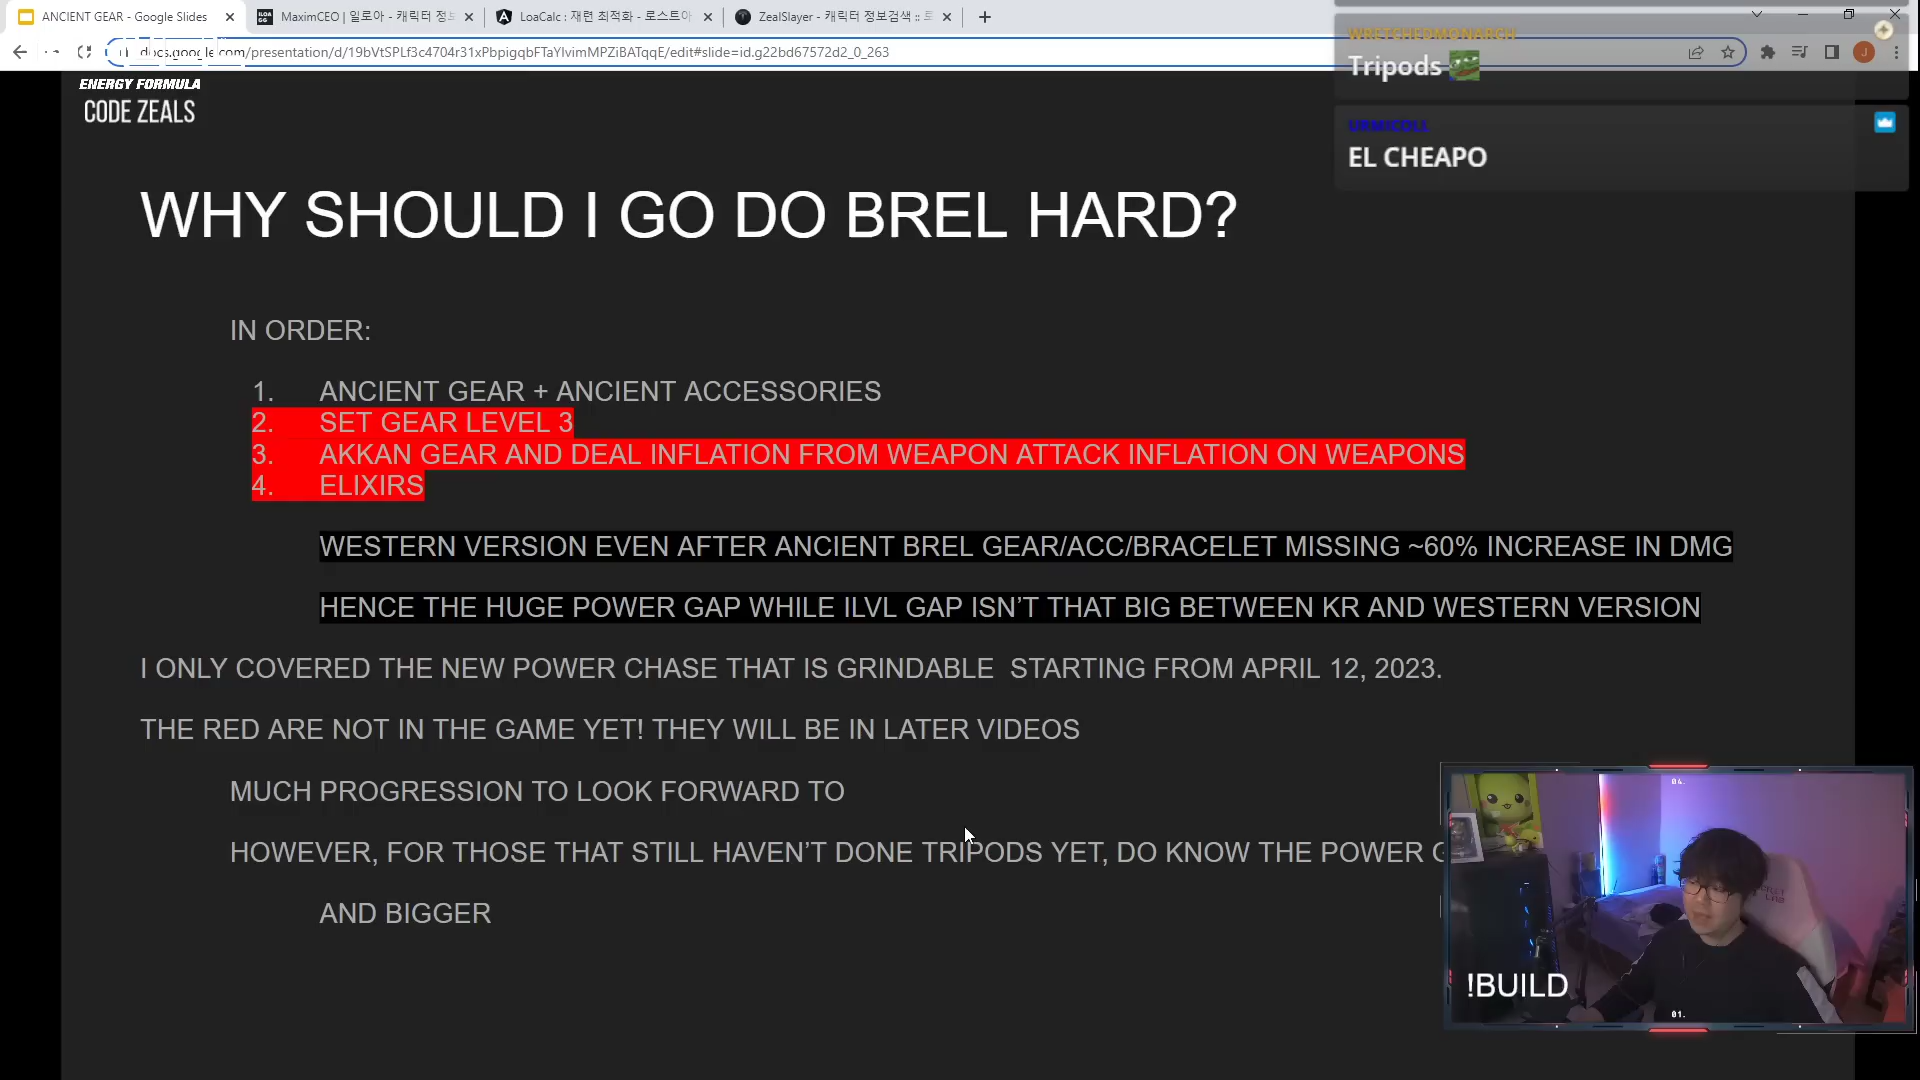 ANCIENT GEAR - Google Slides
MaximCEO | 일로아 - 캐릭터 정보
LoaCalc : 재련 최적화 - 로스트아
ZealSlayer - 캐릭터 정보검색 :: 로
docs.google.com/presentation/d/19bVtSPLf3c4704r31xPbpigqbFTaYlvimMPZiBATqqE/edit#slide=id.g22bd67572d2_0_263
J
WRETCHEDMONARCH
Tripods
URMICOLL
EL CHEAPO
ENERGY FORMULA
CODE ZEALS
WHY SHOULD I GO DO BREL HARD?
IN ORDER:
1. ANCIENT GEAR + ANCIENT ACCESSORIES
2. SET GEAR LEVEL 3
3. AKKAN GEAR AND DEAL INFLATION FROM WEAPON ATTACK INFLATION ON WEAPONS
4. ELIXIRS
WESTERN VERSION EVEN AFTER ANCIENT BREL GEAR/ACC/BRACELET MISSING ~60% INCREASE IN DMG
HENCE THE HUGE POWER GAP WHILE ILVL GAP ISN'T THAT BIG BETWEEN KR AND WESTERN VERSION
I ONLY COVERED THE NEW POWER CHASE THAT IS GRINDABLE STARTING FROM APRIL 12, 2023.
THE RED ARE NOT IN THE GAME YET! THEY WILL BE IN LATER VIDEOS
MUCH PROGRESSION TO LOOK FORWARD TO
HOWEVER, FOR THOSE THAT STILL HAVEN'T DONE TRIPODS YET, DO KNOW THE POWER G
AND BIGGER
04.
!BUILD
01.